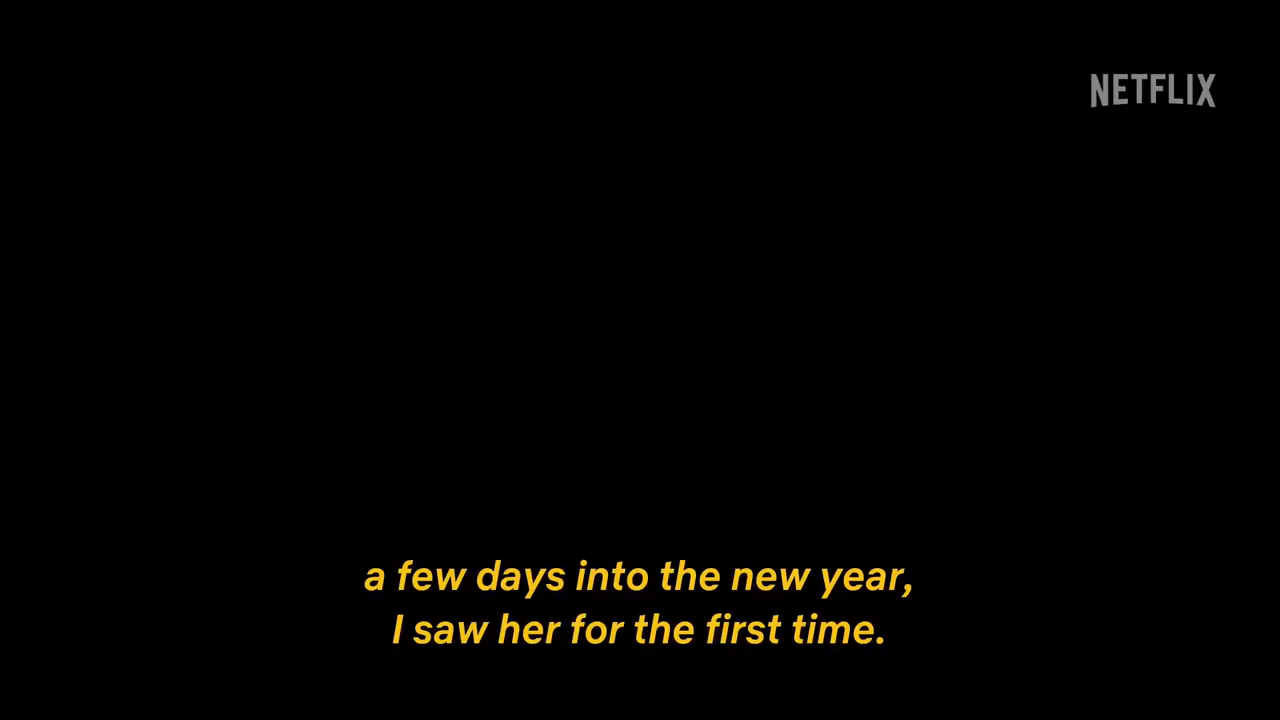 NETFLIX
a few days into the new year,
I saw her for the first time.